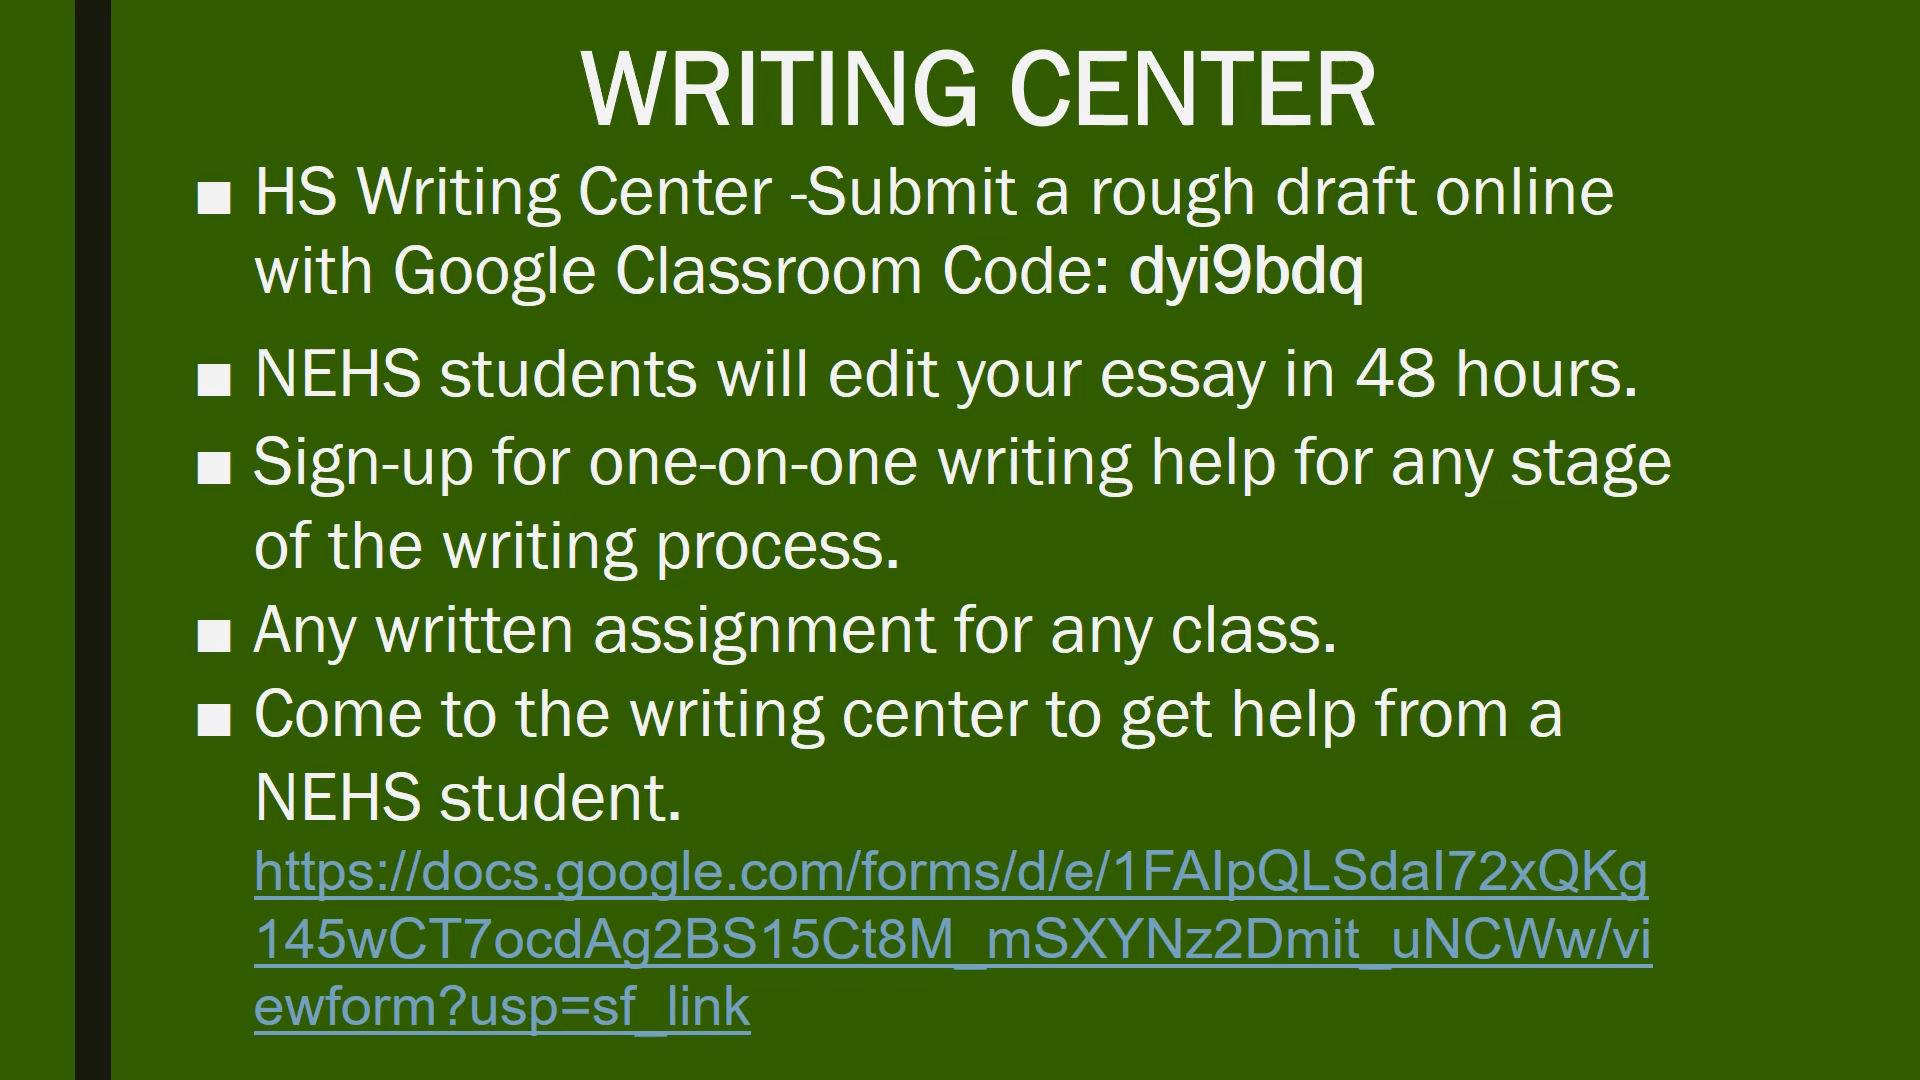 WRITING CENTER
■ HS Writing Center -Submit a rough draft online
with Google Classroom Code: dyi9bdq
■ NEHS students will edit your essay in 48 hours.
■ Sign-up for one-on-one writing help for any stage
of the writing process.
■ Any written assignment for any class.
■ Come to the writing center to get help from a
NEHS student.
https://docs.google.com/forms/d/e/1FAIpQLSdaI72xQKg
145wCT7ocdAg2BS15Ct8M_mSXYNz2Dmit_uNCWw/vi
ewform?usp=sf_link